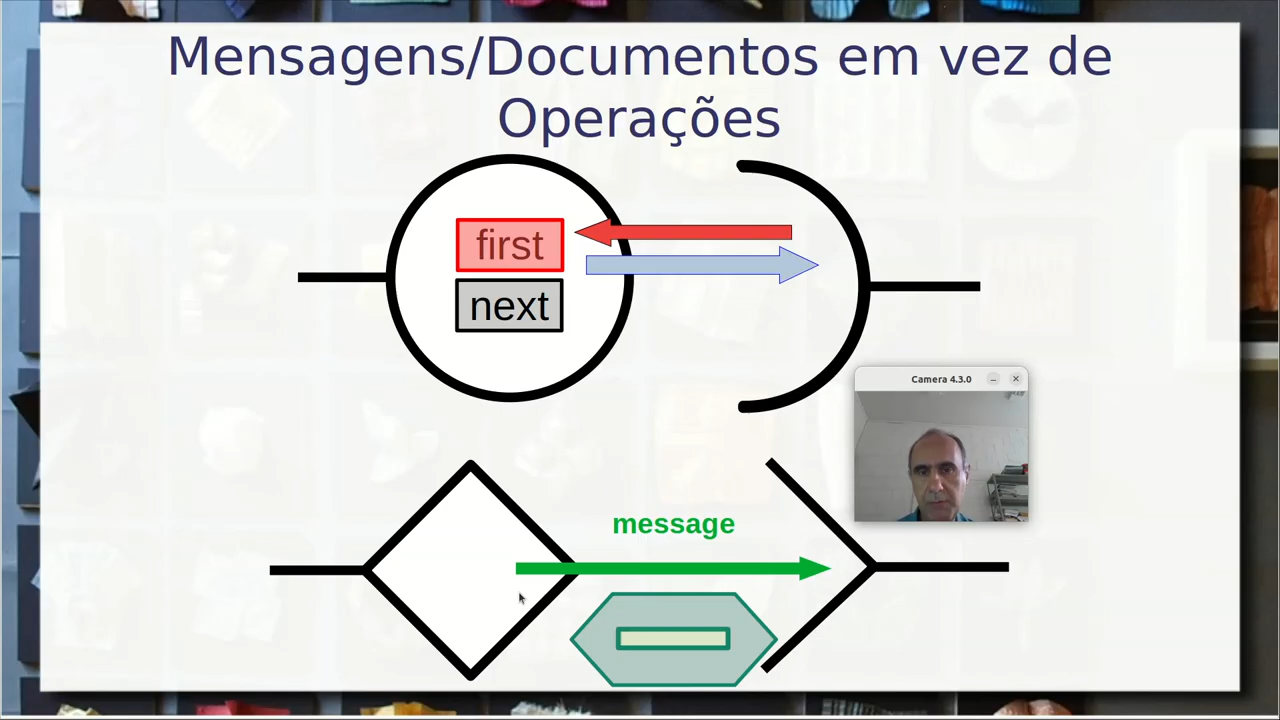 Mensagens/Documentos em vez de
Operações
first
next
Camera 4.3.0
message